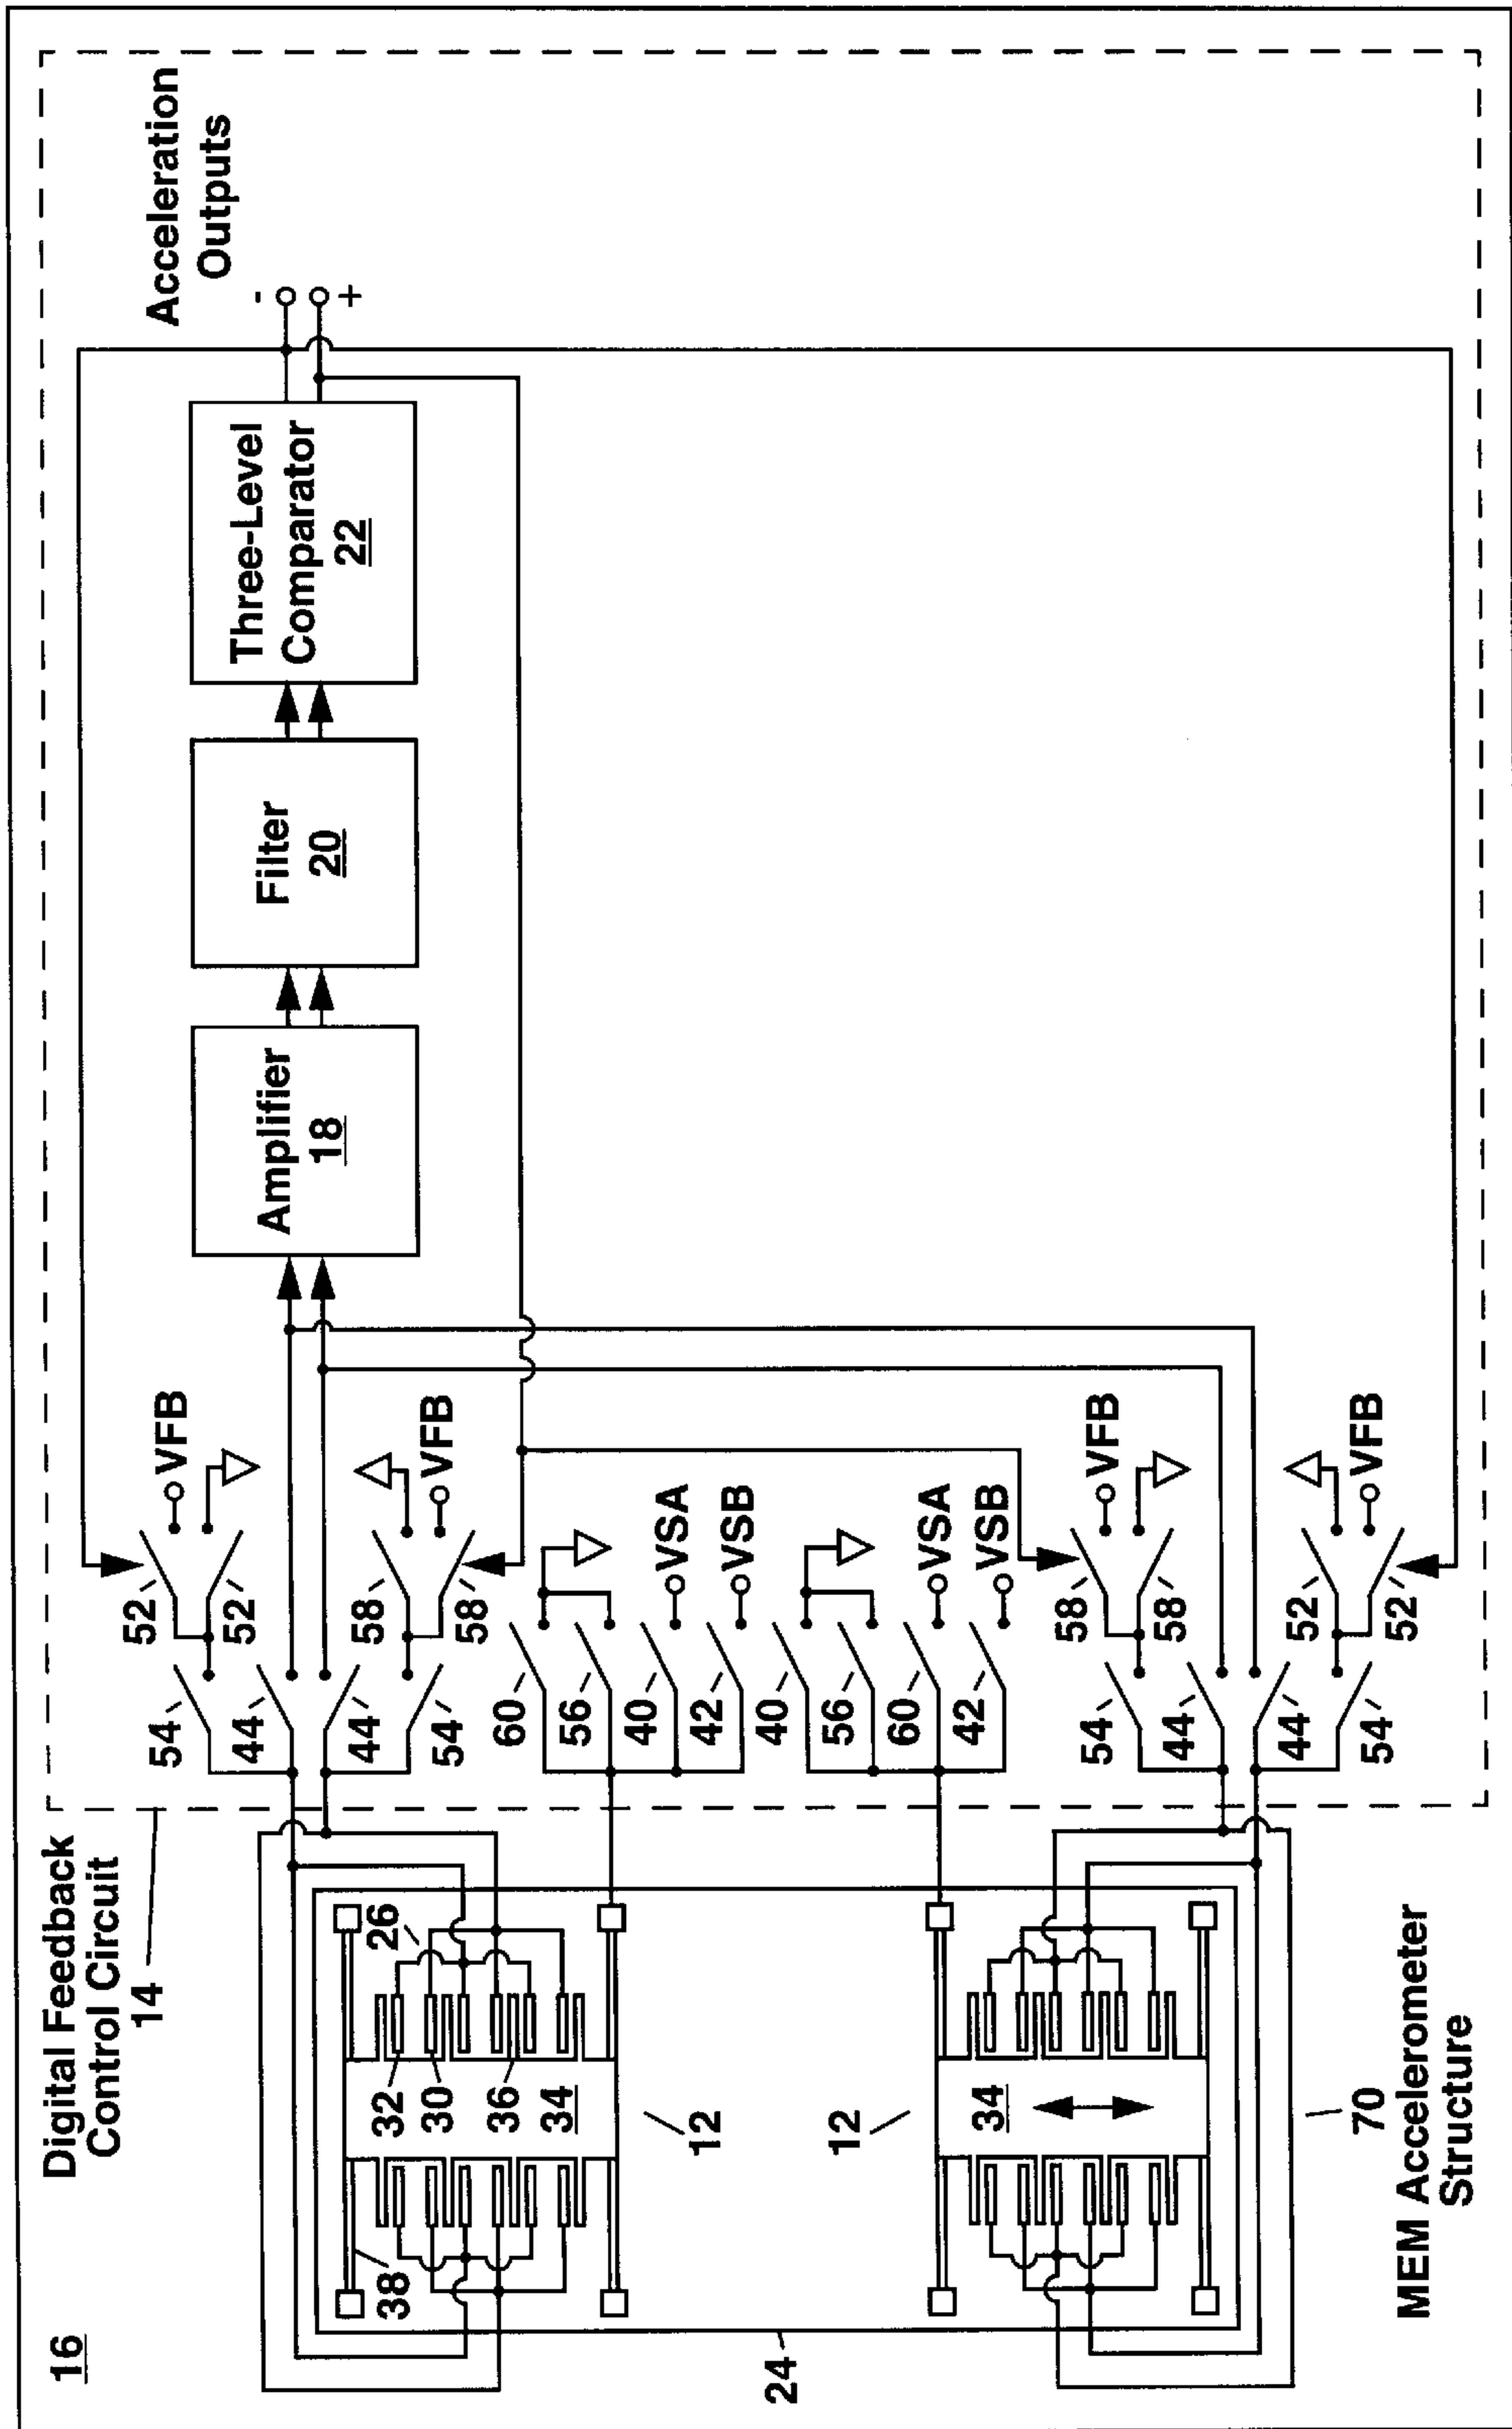 16
Digital Feedback
Control Circuit
14
Acceleration
Outputs
-
+
Amplifier
18
Filter
20
Three-Level
Comparator
22
VFB
52
52
54
44
44
54
58
58
VFB
60
56
40
42
VSA
VSB
40
56
60
42
VSA
VSB
58
58
VFB
54
44
44
54
52
52
VFB
26
32
30
36
34
38
12
12
34
24
70
MEM Accelerometer
Structure